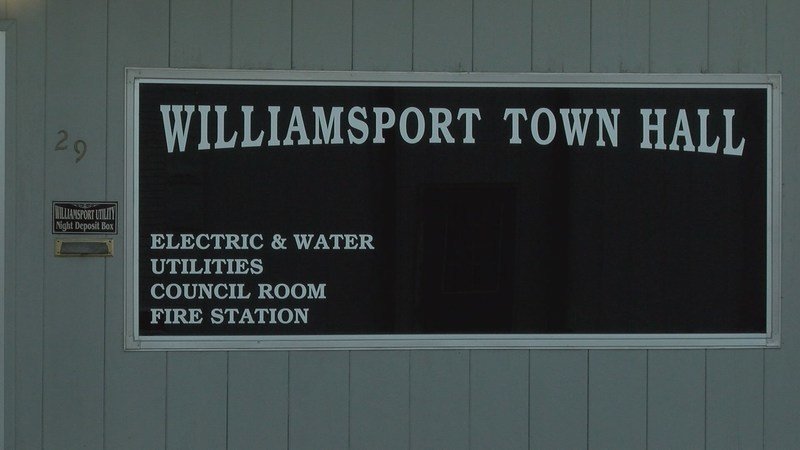 WILLIAMSPORT TOWN HALL
29
WILLIAMSPORT UTILITY
Night Deposit Box
ELECTRIC & WATER
UTILITIES
COUNCIL ROOM
FIRE STATION